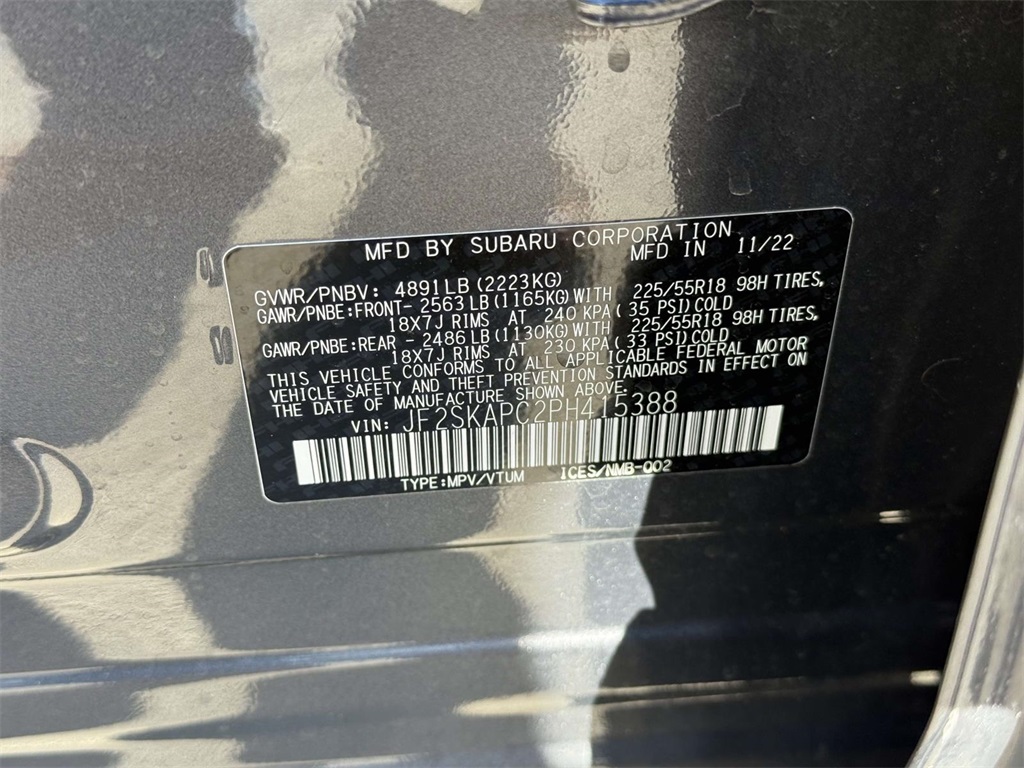 MFD BY SUBARU CORPORATION
MFD IN 11/22
GVWR/PNBV: 4891LB(2223KG)
GAWR/PNBE:FRONT- 2563LB(1165KG)WITH 225/55R18 98H TIRES,
18X7J RIMS AT 240 KPA( 35 PSI)COLD
GAWR/PNBE:REAR - 2486LB(1130KG)WITH 225/55R18 98H TIRES,
18X7J RIMS AT 230 KPA( 33 PSI)COLD
THIS VEHICLE CONFORMS TO ALL APPLICABLE FEDERAL MOTOR
VEHICLE SAFETY AND THEFT PREVENTION STANDARDS IN EFFECT ON
THE DATE OF MANUFACTURE SHOWN ABOVE.
VIN: JF2SKAPC2PH415388
TYPE:MPV/VTUM ICES/NMB-002